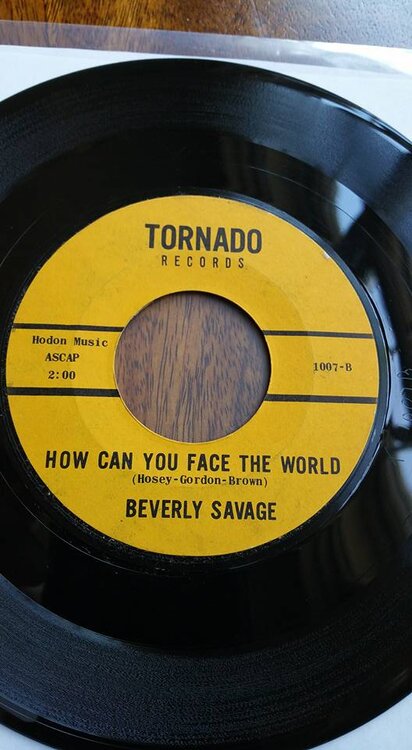 TORNADO
RECORDS
Hodon Music
ASCAP
2:00
1007-B
HOW CAN YOU FACE THE WORLD
(Hosey-Gordon-Brown)
BEVERLY SAVAGE